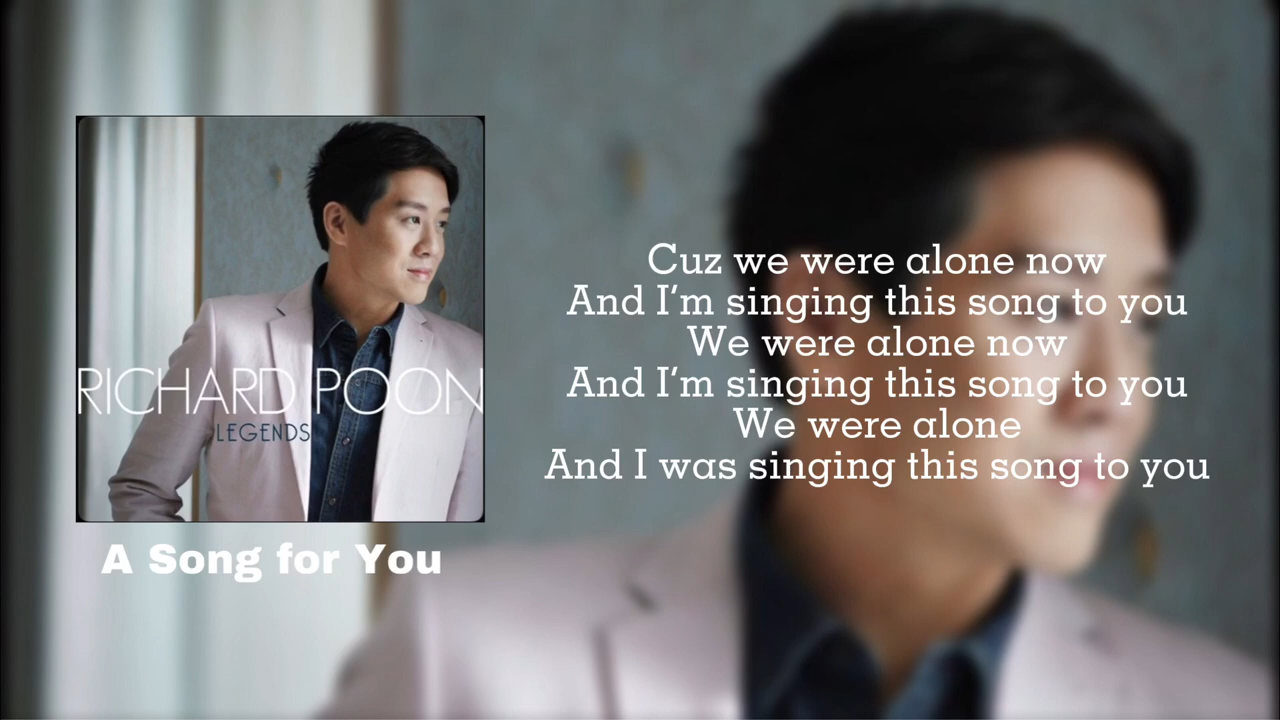 RICHARD POON
LEGENDS
A Song for You
Cuz we were alone now
And I'm singing this song to you
We were alone now
And I'm singing this song to you
We were alone
And I was singing this song to you